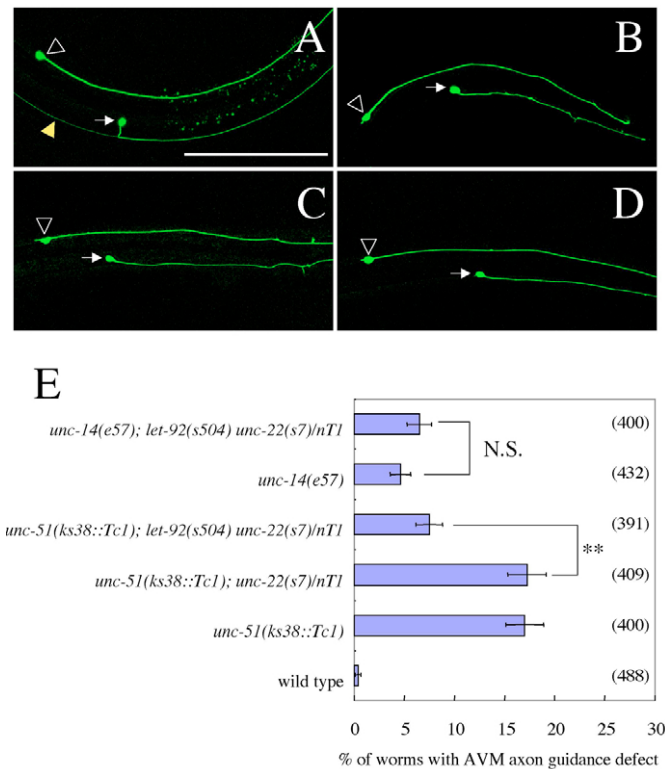 A
B
C
D
E
unc-14(e57); let-92(s504) unc-22(s7)/nT1
(400)
N.S.
unc-14(e57)
(432)
unc-51(ks38::Tc1); let-92(s504) unc-22(s7)/nT1
(391)
**
unc-51(ks38::Tc1); unc-22(s7)/nT1
(409)
unc-51(ks38::Tc1)
(400)
wild type
(488)
0 5 10 15 20 25 30
% of worms with AVM axon guidance defect